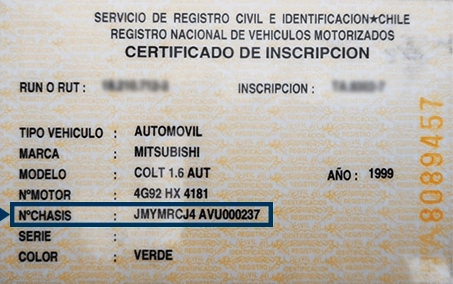 SERVICIO DE REGISTRO CIVIL E IDENTIFICACION★CHILE
REGISTRO NACIONAL DE VEHICULOS MOTORIZADOS
CERTIFICADO DE INSCRIPCION
RUN O RUT : INSCRIPCION :
TIPO VEHICULO : AUTOMOVIL
MARCA : MITSUBISHI
MODELO : COLT 1.6 AUT AÑO : 1999
NºMOTOR : 4G92 HX 4181
NºCHASIS : JMYMRCJ4 AVU000237
SERIE :
COLOR : VERDE
8089457